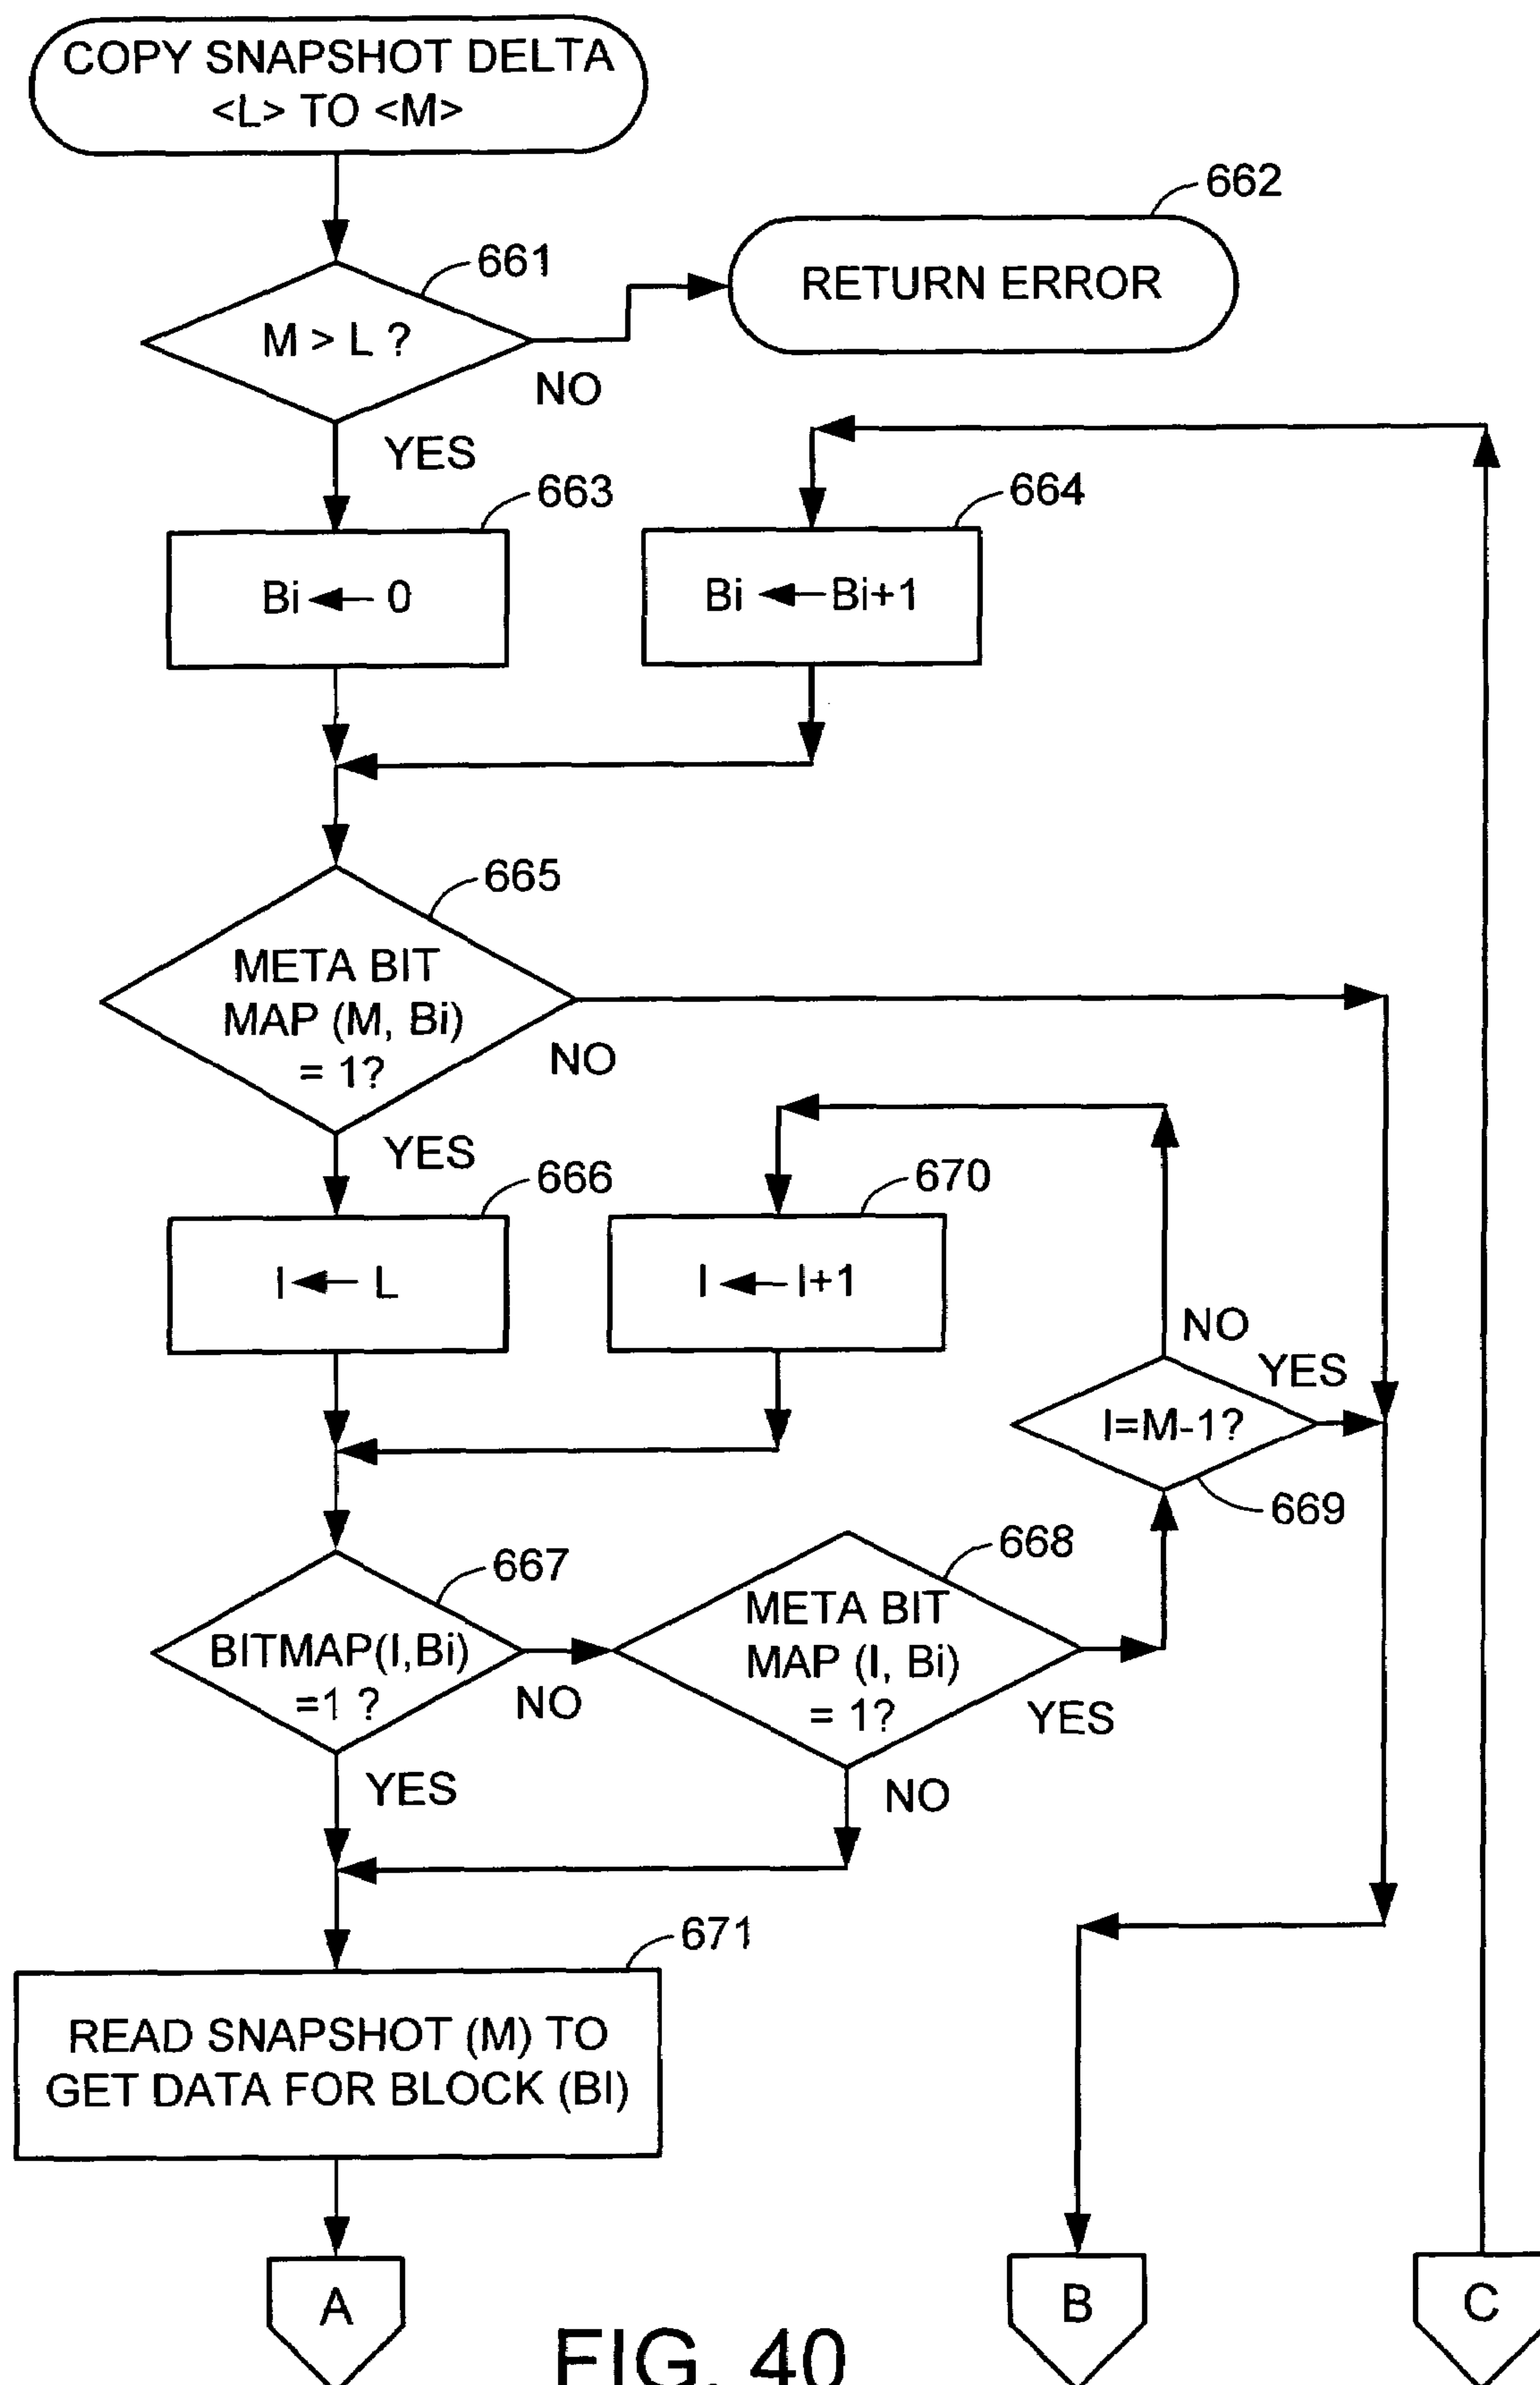 COPY SNAPSHOT DELTA
<L> TO <M>
662
RETURN ERROR
661
M > L ?
NO
YES
663
Bi ← 0
664
Bi ← Bi+1
665
META BIT
MAP (M, Bi)
= 1?
NO
YES
666
I ← L
670
I ← I+1
NO
YES
I=M-1?
669
667
BITMAP(I,Bi)
=1 ?
NO
668
META BIT
MAP (I, Bi)
= 1?
YES
YES
NO
671
READ SNAPSHOT (M) TO
GET DATA FOR BLOCK (BI)
A
B
C
FIG. 40